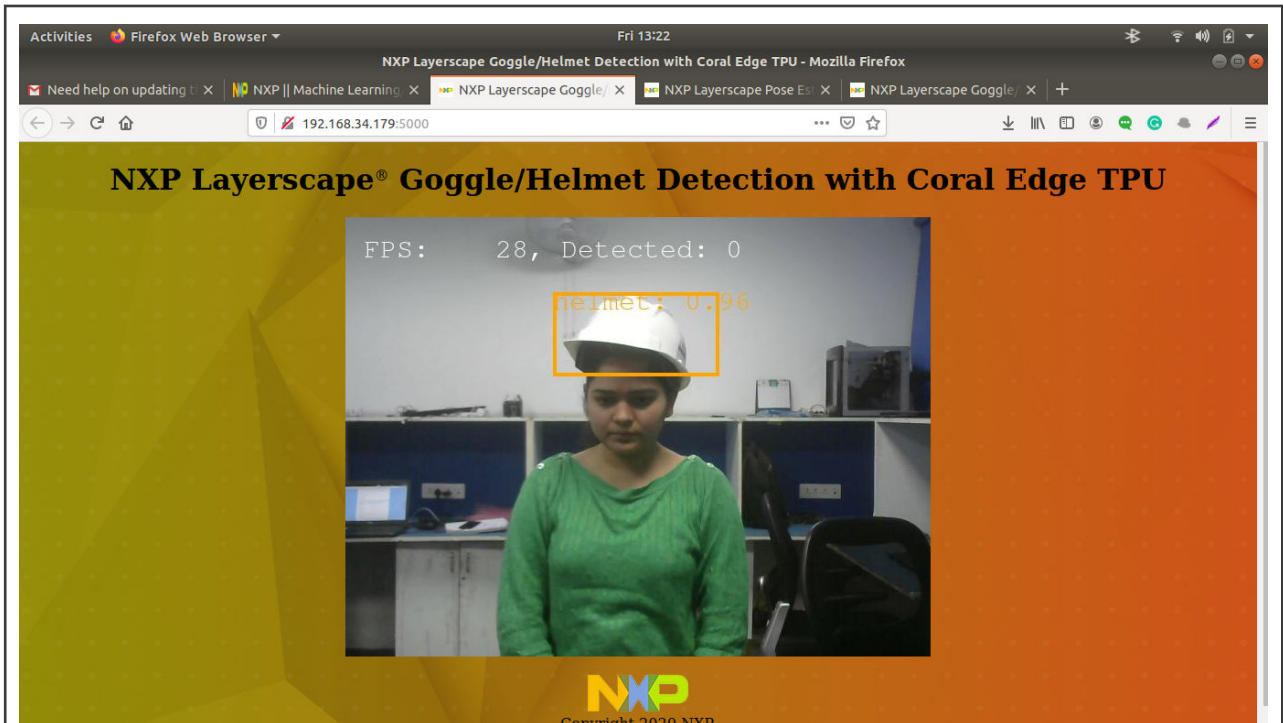 Activities Firefox Web Browser Fri 13:22
NXP Layerscape Goggle/Helmet Detection with Coral Edge TPU - Mozilla Firefox
Need help on updating t NXP || Machine Learning, NXP Layerscape Goggle/ NXP Layerscape Pose Es NXP Layerscape Goggle/
192.168.34.179:5000
NXP Layerscape® Goggle/Helmet Detection with Coral Edge TPU
FPS: 28, Detected: 0
helmet: 0.96
NXP
Copyright 2020 NXP